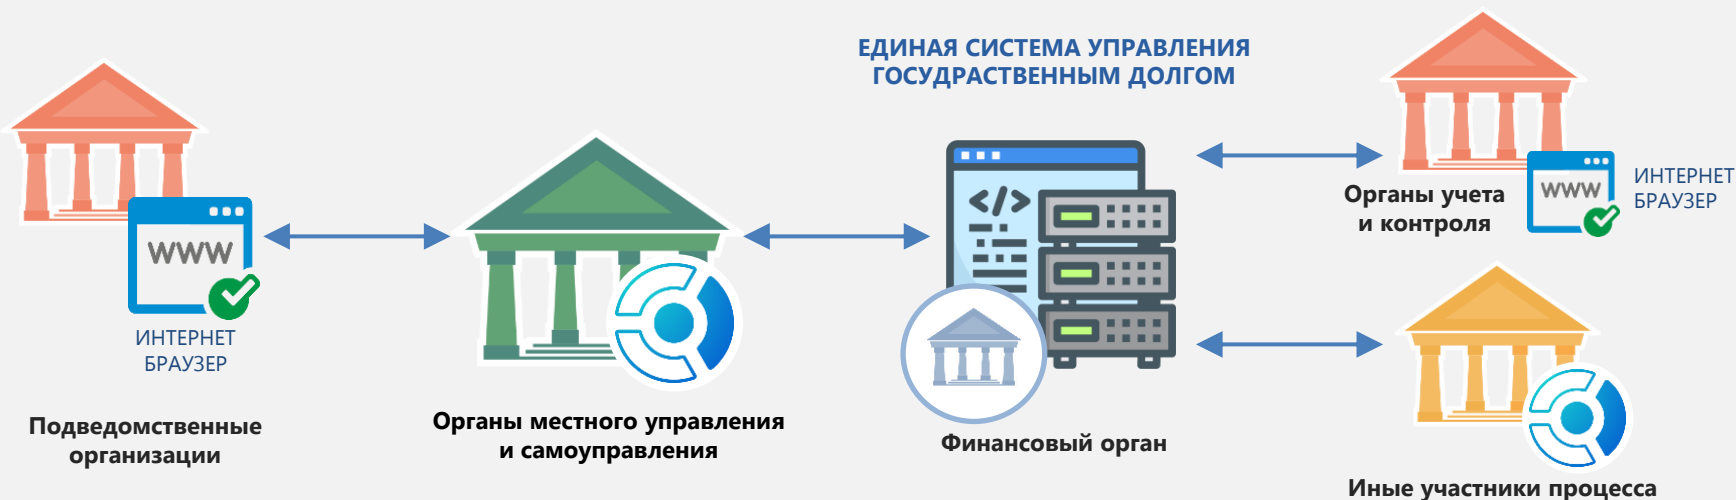 ЕДИНАЯ СИСТЕМА УПРАВЛЕНИЯ
ГОСУДРАСТВЕННЫМ ДОЛГОМ
WWW
ИНТЕРНЕТ
БРАУЗЕР
Подведомственные
организации
Органы местного управления
и самоуправления
</>
Финансовый орган
Органы учета
и контроля
WWW
ИНТЕРНЕТ
БРАУЗЕР
Иные участники процесса